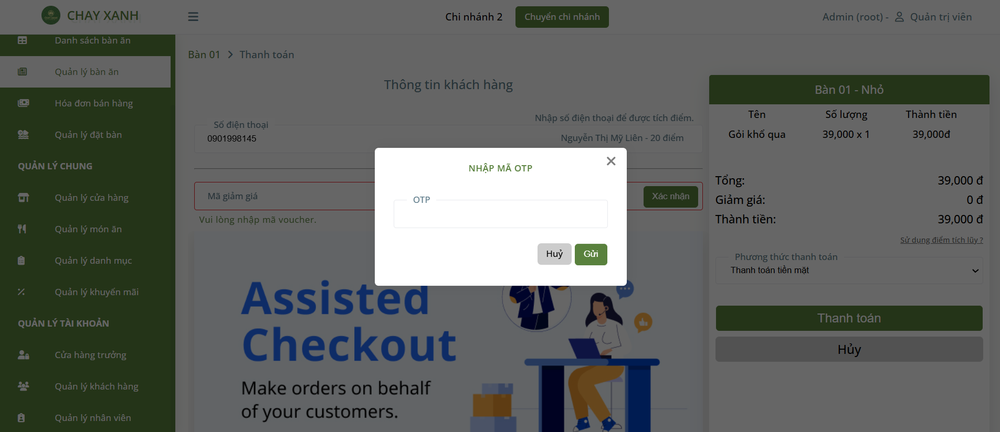 CHAY XANH
Chi nhánh 2
Chuyển chi nhánh
Admin (root) -
Quản trị viên
Danh sách bàn ăn
Quản lý bàn ăn
Hóa đơn bán hàng
Quản lý đặt bàn
QUẢN LÝ CHUNG
Quản lý cửa hàng
Quản lý món ăn
Quản lý danh mục
Quản lý khuyến mãi
QUẢN LÝ TÀI KHOẢN
Cửa hàng trưởng
Quản lý khách hàng
Quản lý nhân viên
Bàn 01 > Thanh toán
Thông tin khách hàng
Nhập số điện thoại để được tích điểm.
Số điện thoại
0901998145
Nguyễn Thị Mỹ Liên - 20 điểm
Mã giảm giá
Xác nhận
Vui lòng nhập mã voucher.
NHẬP MÃ OTP
OTP
Huỷ
Gửi
Assisted
Checkout
Make orders on behalf
of your customers.
Bàn 01 - Nhỏ
Tên Số lượng Thành tiền
Gỏi khổ qua 39,000 x 1 39,000đ
Tổng: 39,000 đ
Giảm giá: 0 đ
Thành tiền: 39,000 đ
Sử dụng điểm tích lũy ?
Phương thức thanh toán
Thanh toán tiền mặt
Thanh toán
Hủy